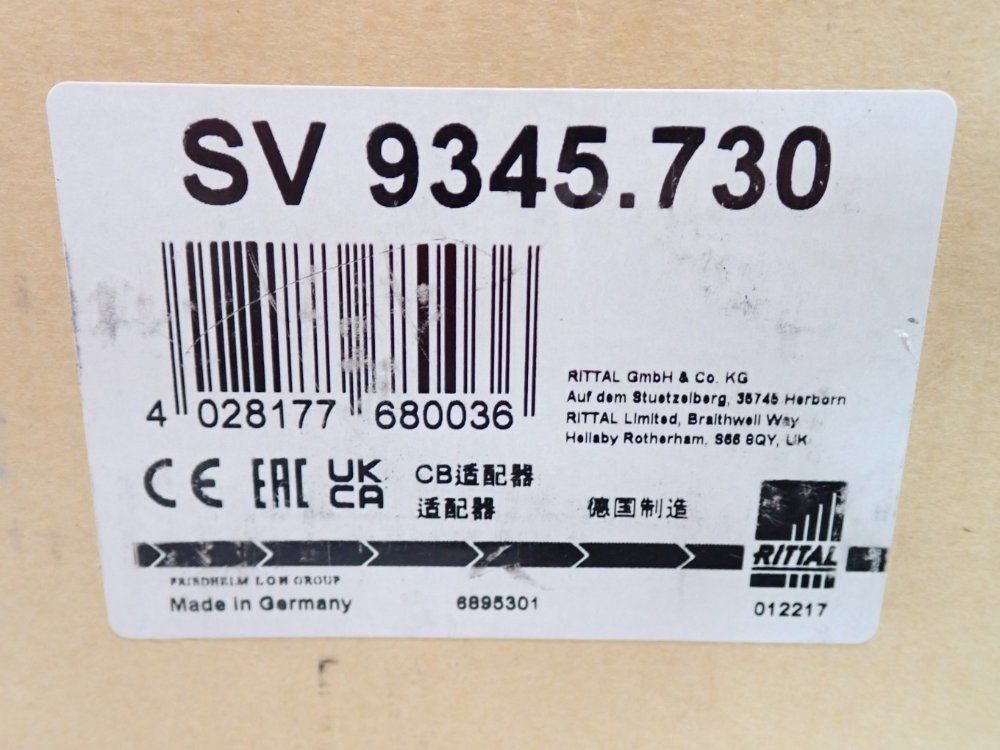 SV 9345.730
4 028177 680036
RITTAL GmbH & Co. KG
Auf dem Stuetzelberg, 35745 Herborn
RITTAL Limited, Braithwell Way
Hellaby Rotherham, S66 8QY, UK
CE EAC UK CA
CB适配器
适配器 德国制造
RITTAL
FRIEDHELM LOH GROUP
Made in Germany 6895301 012217